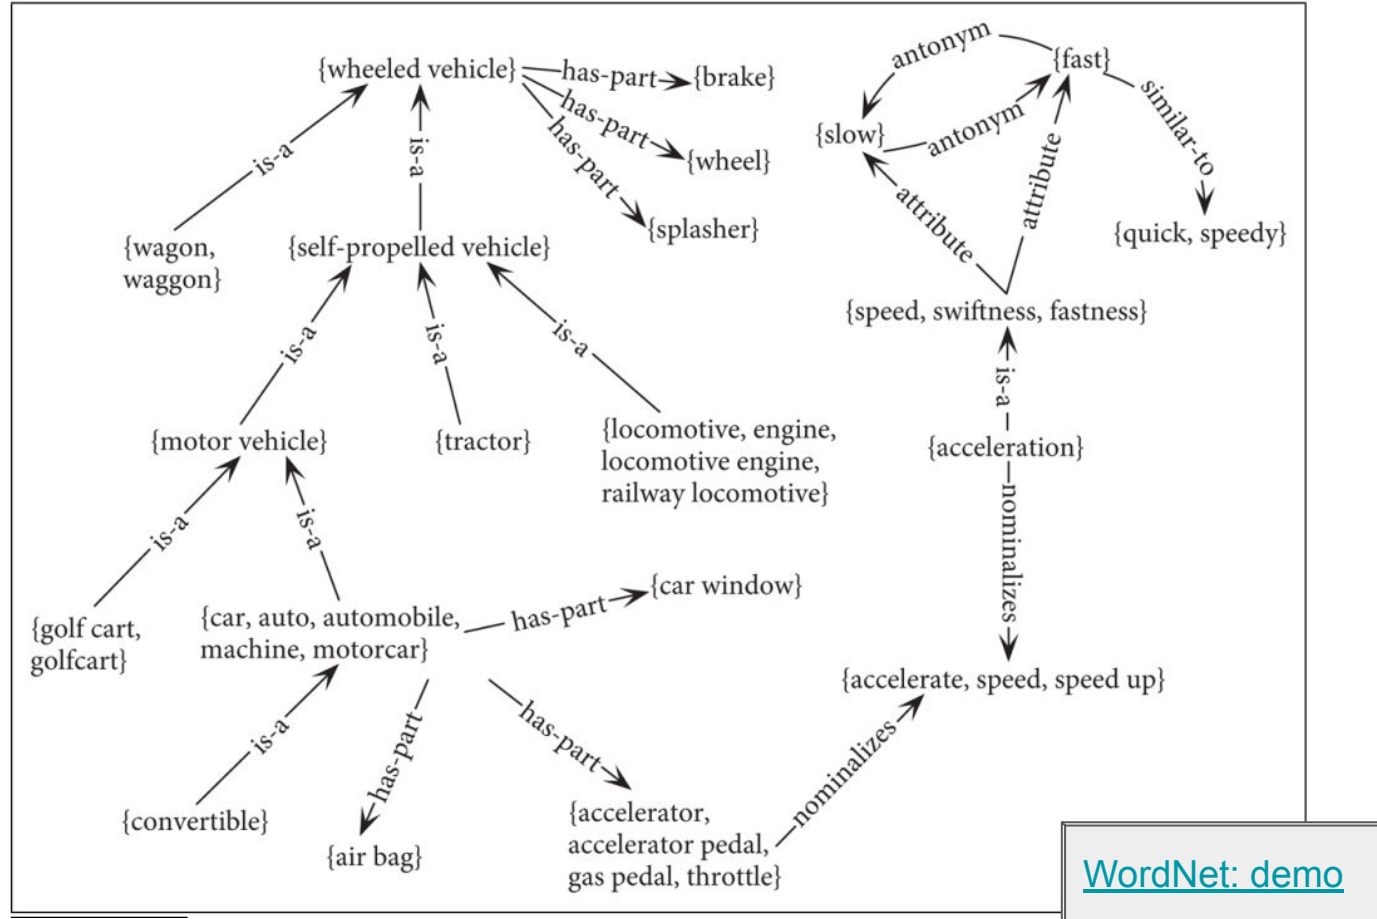 antonym
{wheeled vehicle}
has-part
{brake}
{fast}
has-part
similar-to
{slow}
antonym
is-a
is-a
has-part
{wheel}
attribute
attribute
{splasher}
{wagon,
waggon}
{self-propelled vehicle}
{quick, speedy}
{speed, swiftness, fastness}
is-a
is-a
is-a
is-a
{motor vehicle}
{tractor}
{locomotive, engine,
locomotive engine,
railway locomotive}
{acceleration}
is-a
is-a
nominalizes
{golf cart,
golfcart}
{car, auto, automobile,
machine, motorcar}
has-part
{car window}
{accelerate, speed, speed up}
is-a
has-part
has-part
nominalizes
{convertible}
{air bag}
{accelerator,
accelerator pedal,
gas pedal, throttle}
WordNet: demo